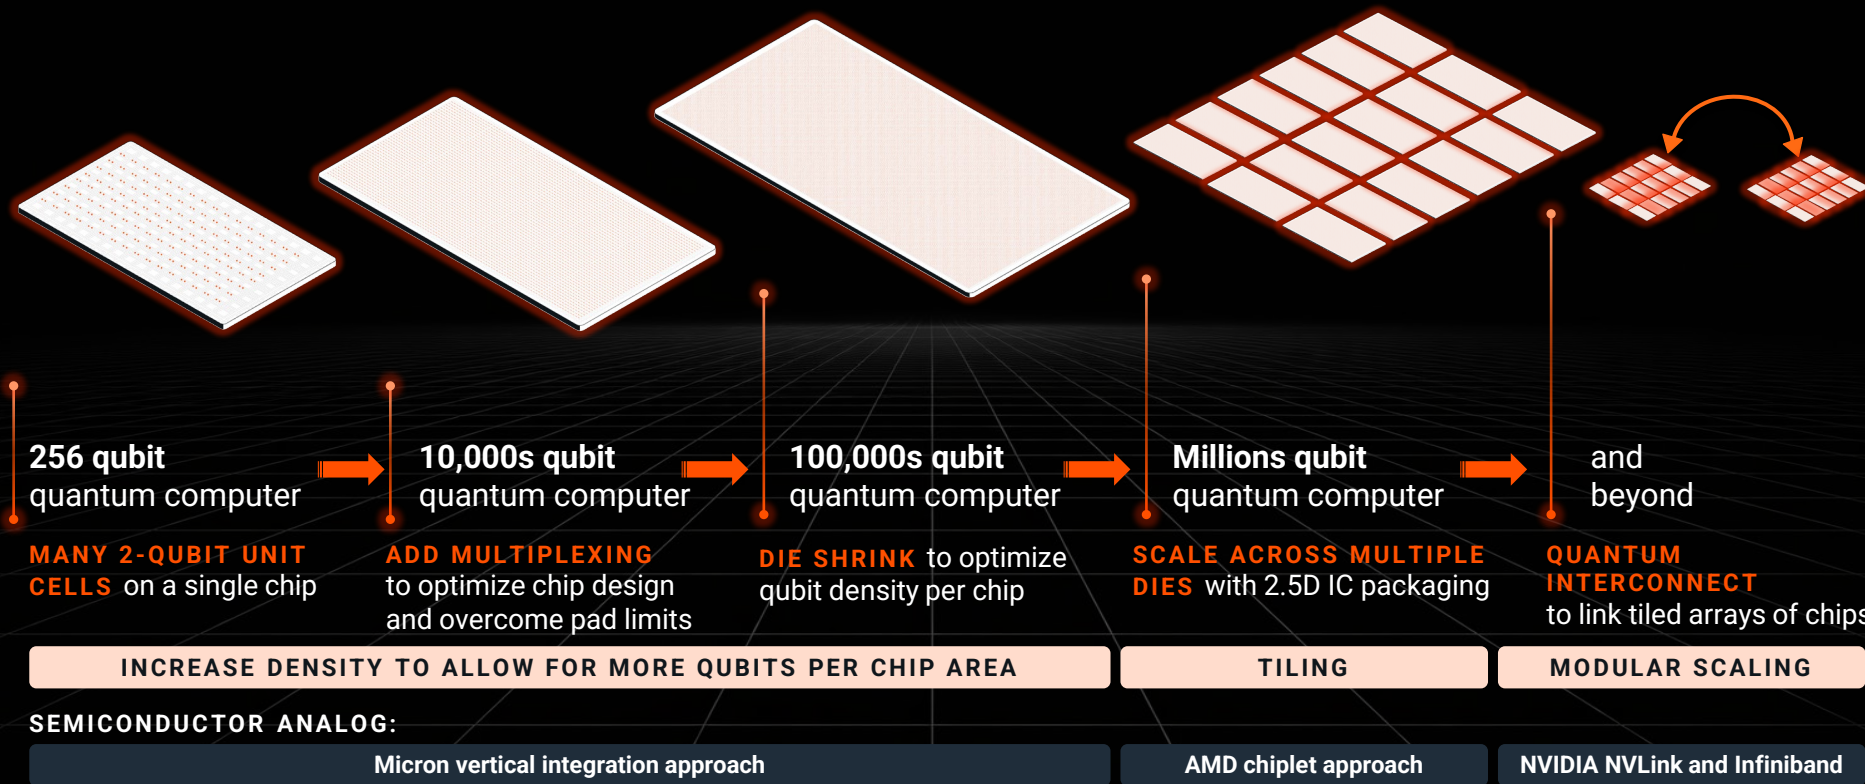 256 qubit
quantum computer
10,000s qubit
quantum computer
100,000s qubit
quantum computer
Millions qubit
quantum computer
and
beyond
MANY 2-QUBIT UNIT
CELLS on a single chip
ADD MULTIPLEXING
to optimize chip design
and overcome pad limits
DIE SHRINK to optimize
qubit density per chip
SCALE ACROSS MULTIPLE
DIES with 2.5D IC packaging
QUANTUM
INTERCONNECT
to link tiled arrays of chips
INCREASE DENSITY TO ALLOW FOR MORE QUBITS PER CHIP AREA
TILING
MODULAR SCALING
SEMICONDUCTOR ANALOG:
Micron vertical integration approach
AMD chiplet approach
NVIDIA NVLink and Infiniband